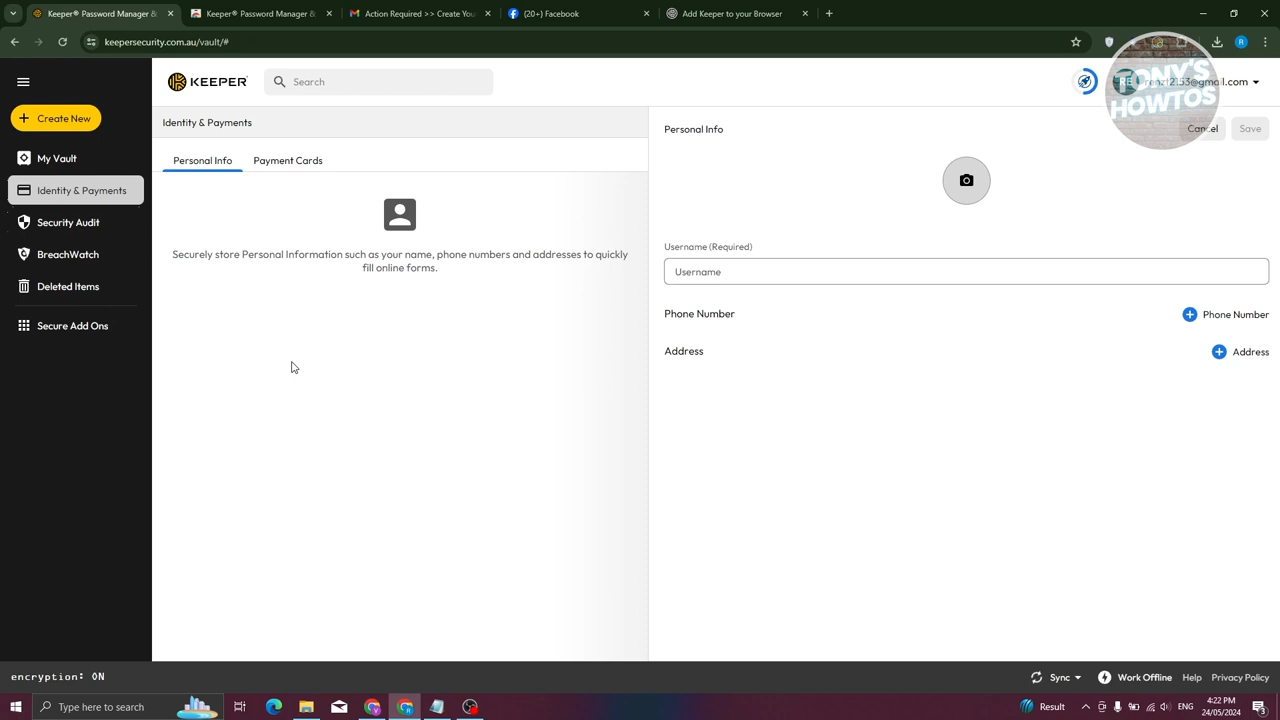 Keeper® Password Manager &
Keeper® Password Manager &
Action Required >> Create You
(20+) Facebook
Add Keeper to your Browser
keepersecurity.com.au/vault/#
KEEPER
Search
TONY'S
HOWTOS
Create New
My Vault
Identity & Payments
Security Audit
BreachWatch
Deleted Items
Secure Add Ons
Identity & Payments
Personal Info
Payment Cards
Securely store Personal Information such as your name, phone numbers and addresses to quickly
fill online forms.
Personal Info
Cancel
Save
Username (Required)
Username
Phone Number
Phone Number
Address
Address
encryption: ON
Sync
Work Offline
Help
Privacy Policy
Type here to search
Result
ENG
4:22 PM
24/05/2024